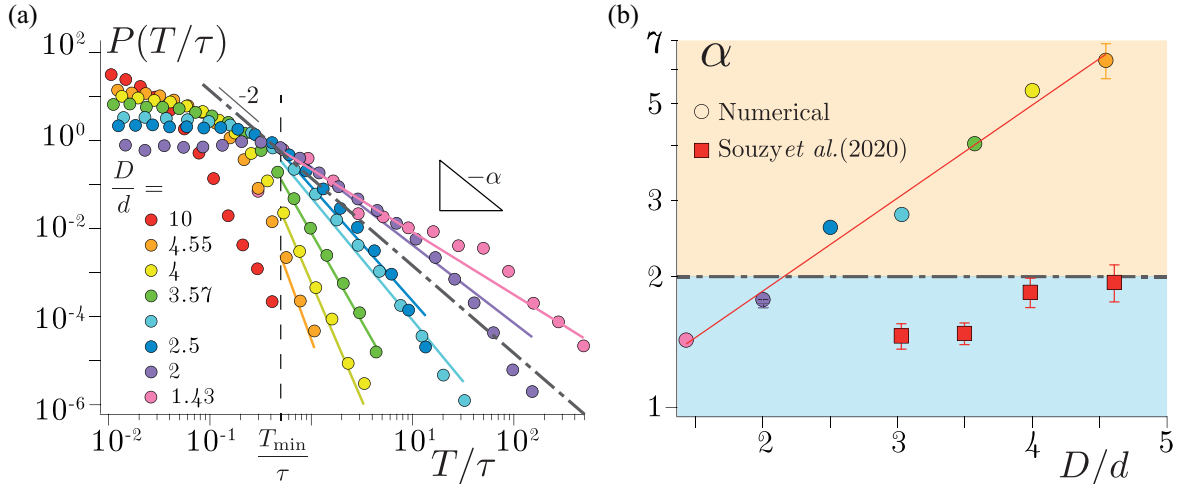 (a)
P(T/τ)
10^2
10^0
10^-2
10^-4
10^-6
-2
−α
D/d =
10
4.55
4
3.57
2.5
2
1.43
10^-2
10^-1
T_min/τ
10^1
10^2
T/τ
(b)
α
7
5
3
2
1
Numerical
Souzy et al.(2020)
2
3
4
5
D/d